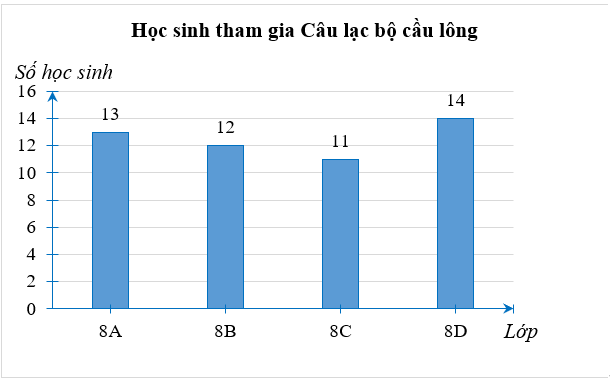 Học sinh tham gia Câu lạc bộ cầu lông
Số học sinh
16
14
12
10
8
6
4
2
0
13
12
11
14
8A
8B
8C
8D
Lớp